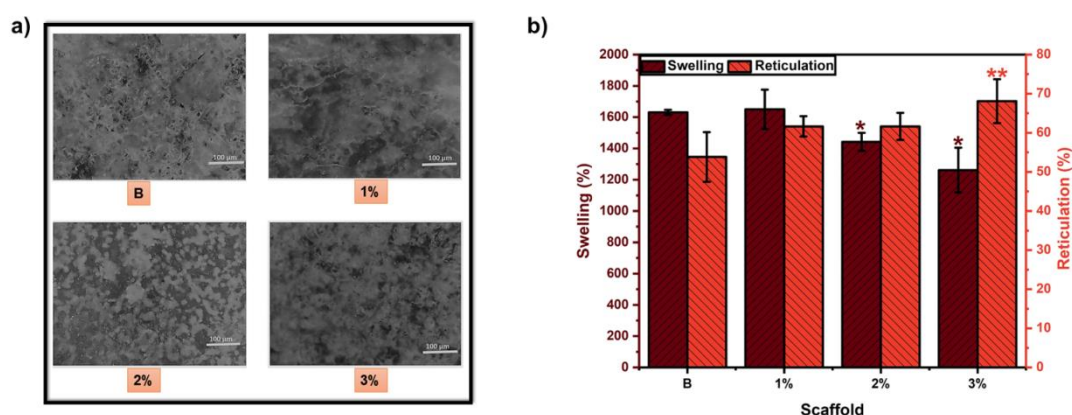 a)
100 μm
100 μm
B
1%
100 μm
100 μm
2%
3%
b)
Swelling
Reticulation
2000
1800
1600
1400
1200
1000
800
600
400
200
0
Swelling (%)
80
70
60
50
40
30
20
10
0
Reticulation (%)
*
*
**
B
1%
2%
3%
Scaffold